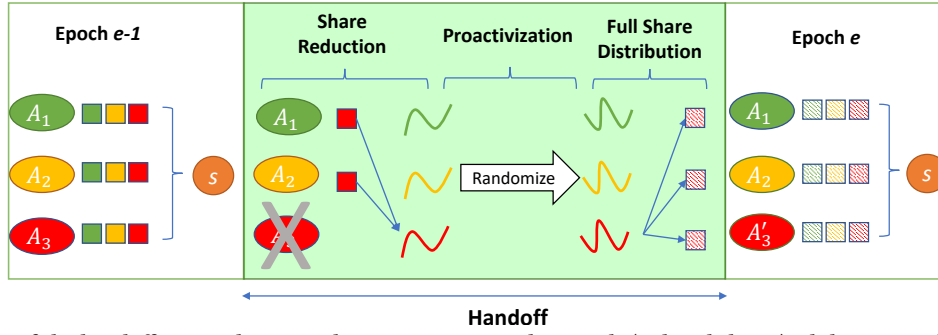 Epoch e-1
Share
Reduction
Proactivization
Full Share
Distribution
Epoch e
A₁
A₂
A₃
s
A₁
A₂
Randomize
A₁
A₂
A′₃
s
Handoff